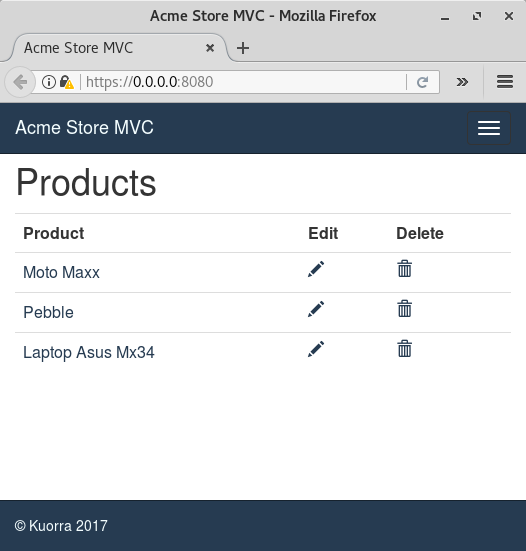 Acme Store MVC - Mozilla Firefox
Acme Store MVC
https://0.0.0.0:8080
Acme Store MVC
Products
Product Edit Delete
Moto Maxx
Pebble
Laptop Asus Mx34
© Kuorra 2017